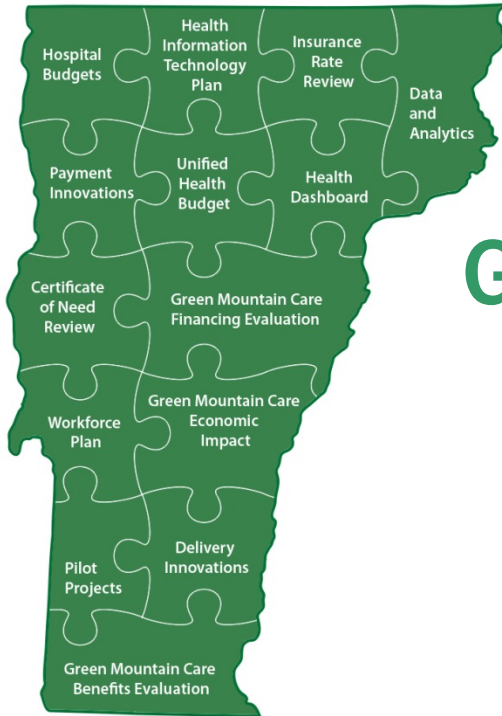 Hospital
Budgets
Health
Information
Technology
Plan
Insurance
Rate
Review
Data
and
Analytics
Payment
Innovations
Unified
Health
Budget
Health
Dashboard
G
Certificate
of Need
Review
Green Mountain Care
Financing Evaluation
Workforce
Plan
Green Mountain Care
Economic
Impact
Pilot
Projects
Delivery
Innovations
Green Mountain Care
Benefits Evaluation